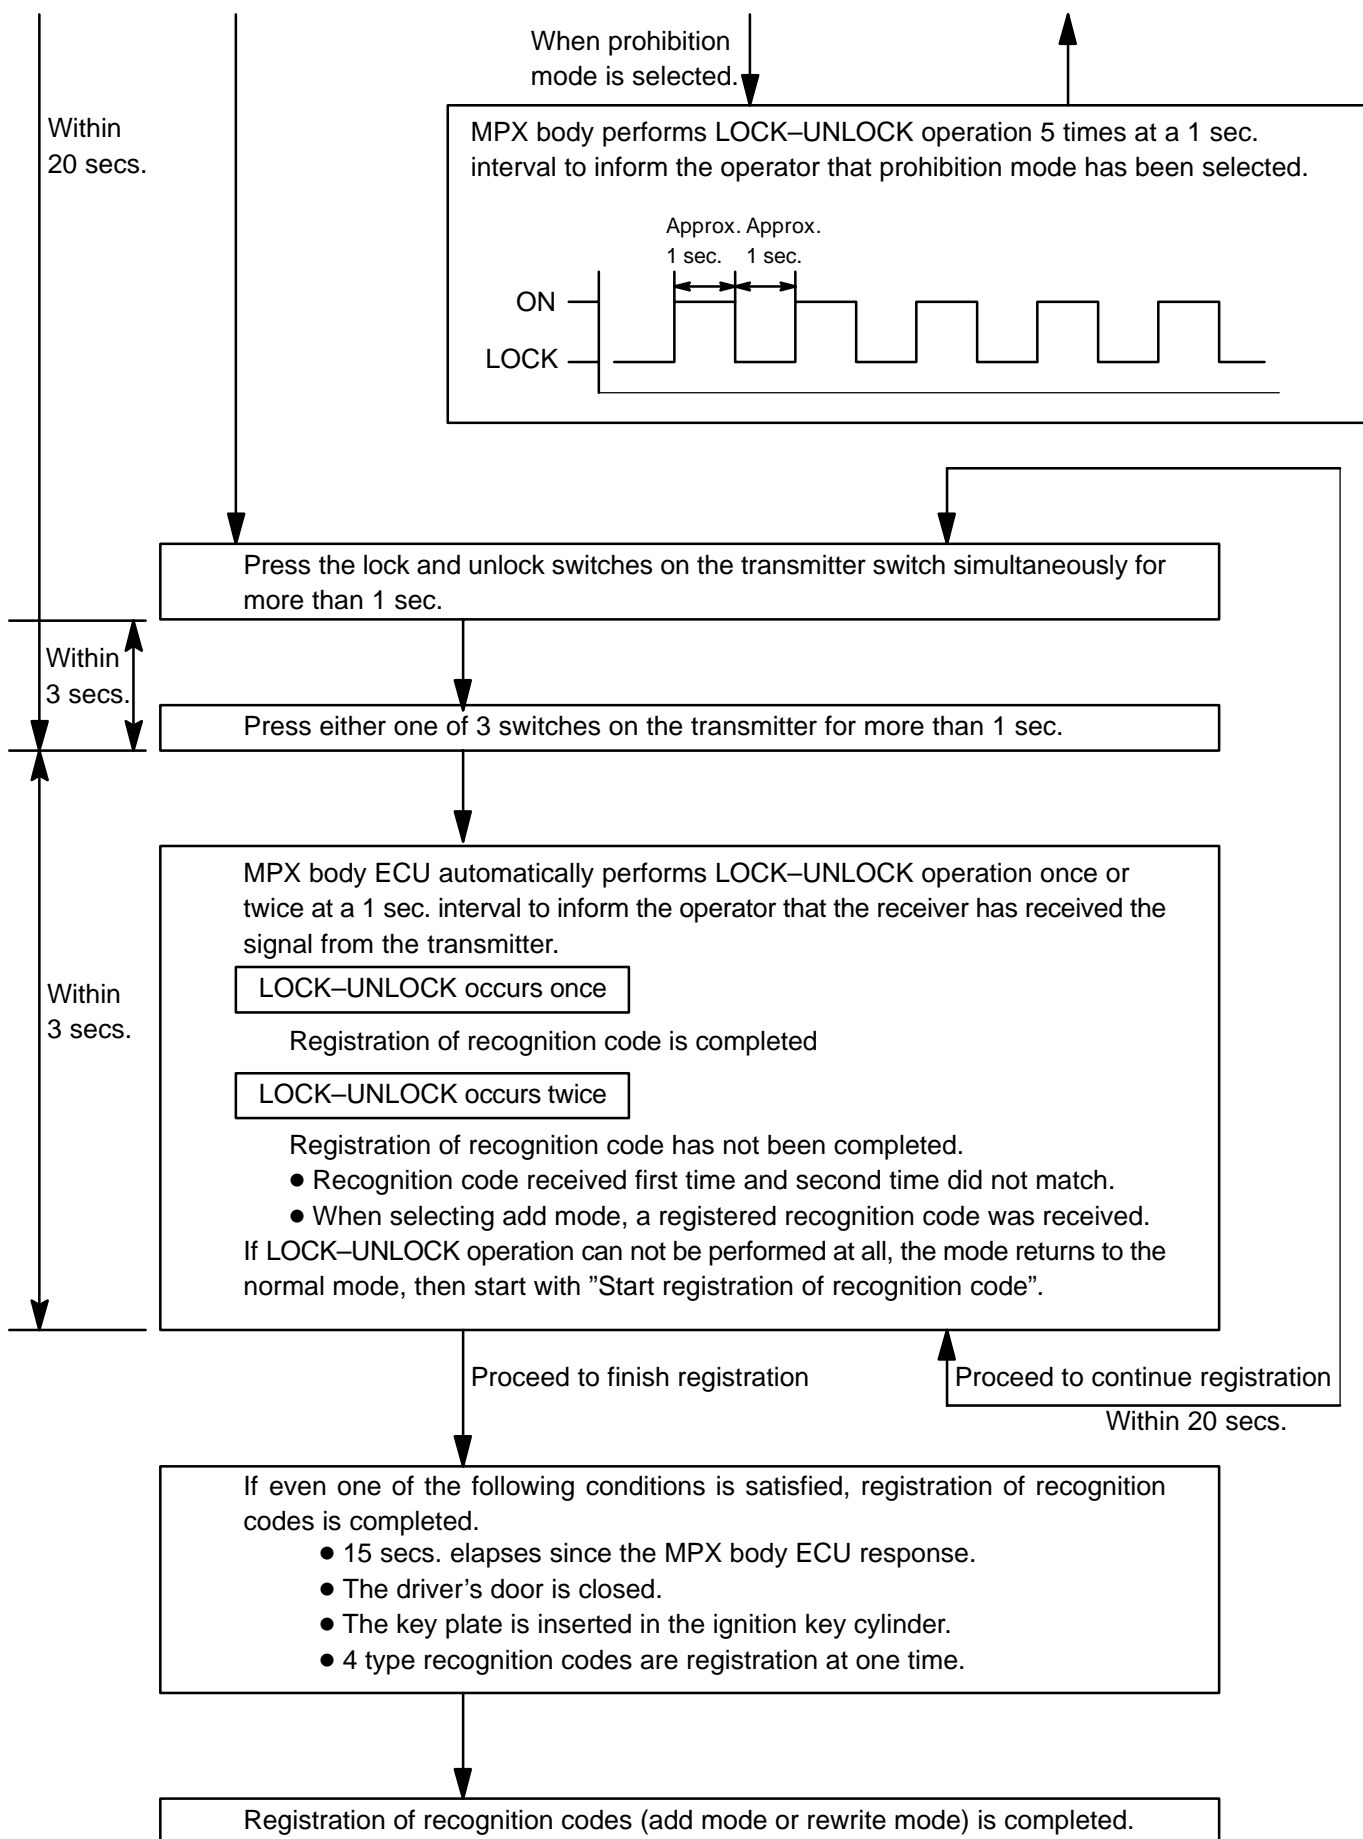 When prohibition
mode is selected.
Within
20 secs.
MPX body performs LOCK–UNLOCK operation 5 times at a 1 sec.
interval to inform the operator that prohibition mode has been selected.
Approx. Approx.
1 sec. 1 sec.
ON
LOCK
Press the lock and unlock switches on the transmitter switch simultaneously for
more than 1 sec.
Within
3 secs.
Press either one of 3 switches on the transmitter for more than 1 sec.
MPX body ECU automatically performs LOCK–UNLOCK operation once or
twice at a 1 sec. interval to inform the operator that the receiver has received the
signal from the transmitter.
LOCK–UNLOCK occurs once
Within
3 secs.
Registration of recognition code is completed
LOCK–UNLOCK occurs twice
Registration of recognition code has not been completed.
● Recognition code received first time and second time did not match.
● When selecting add mode, a registered recognition code was received.
If LOCK–UNLOCK operation can not be performed at all, the mode returns to the
normal mode, then start with ”Start registration of recognition code”.
Proceed to finish registration
Proceed to continue registration
Within 20 secs.
If even one of the following conditions is satisfied, registration of recognition
codes is completed.
● 15 secs. elapses since the MPX body ECU response.
● The driver’s door is closed.
● The key plate is inserted in the ignition key cylinder.
● 4 type recognition codes are registration at one time.
Registration of recognition codes (add mode or rewrite mode) is completed.